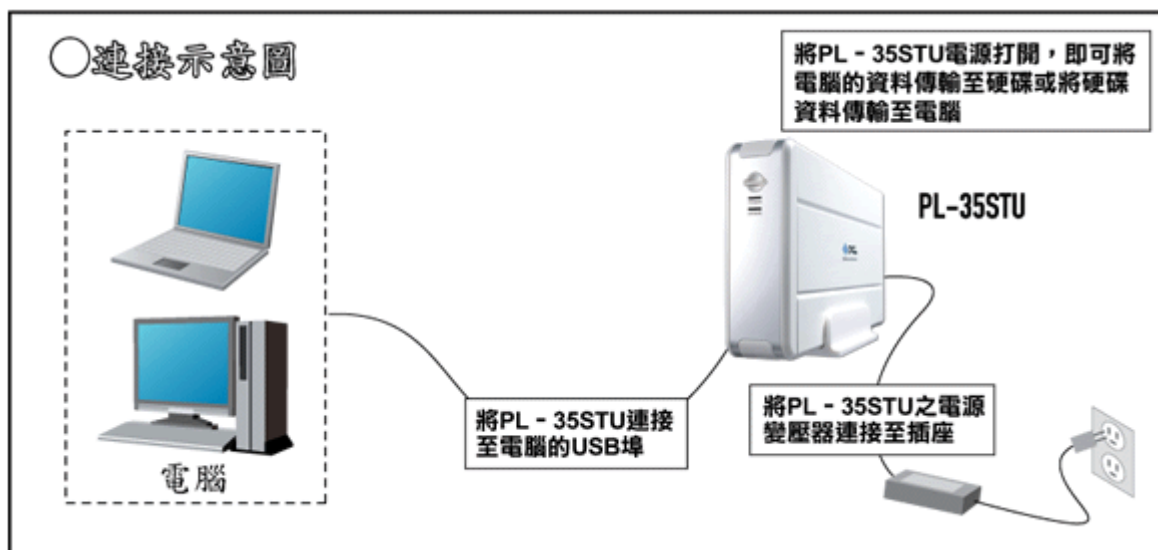 ○連接示意圖
將PL - 35STU電源打開，即可將
電腦的資料傳輸至硬碟或將硬碟
資料傳輸至電腦
PL-35STU
將PL - 35STU連接
至電腦的USB埠
將PL - 35STU之電源
變壓器連接至插座
電腦